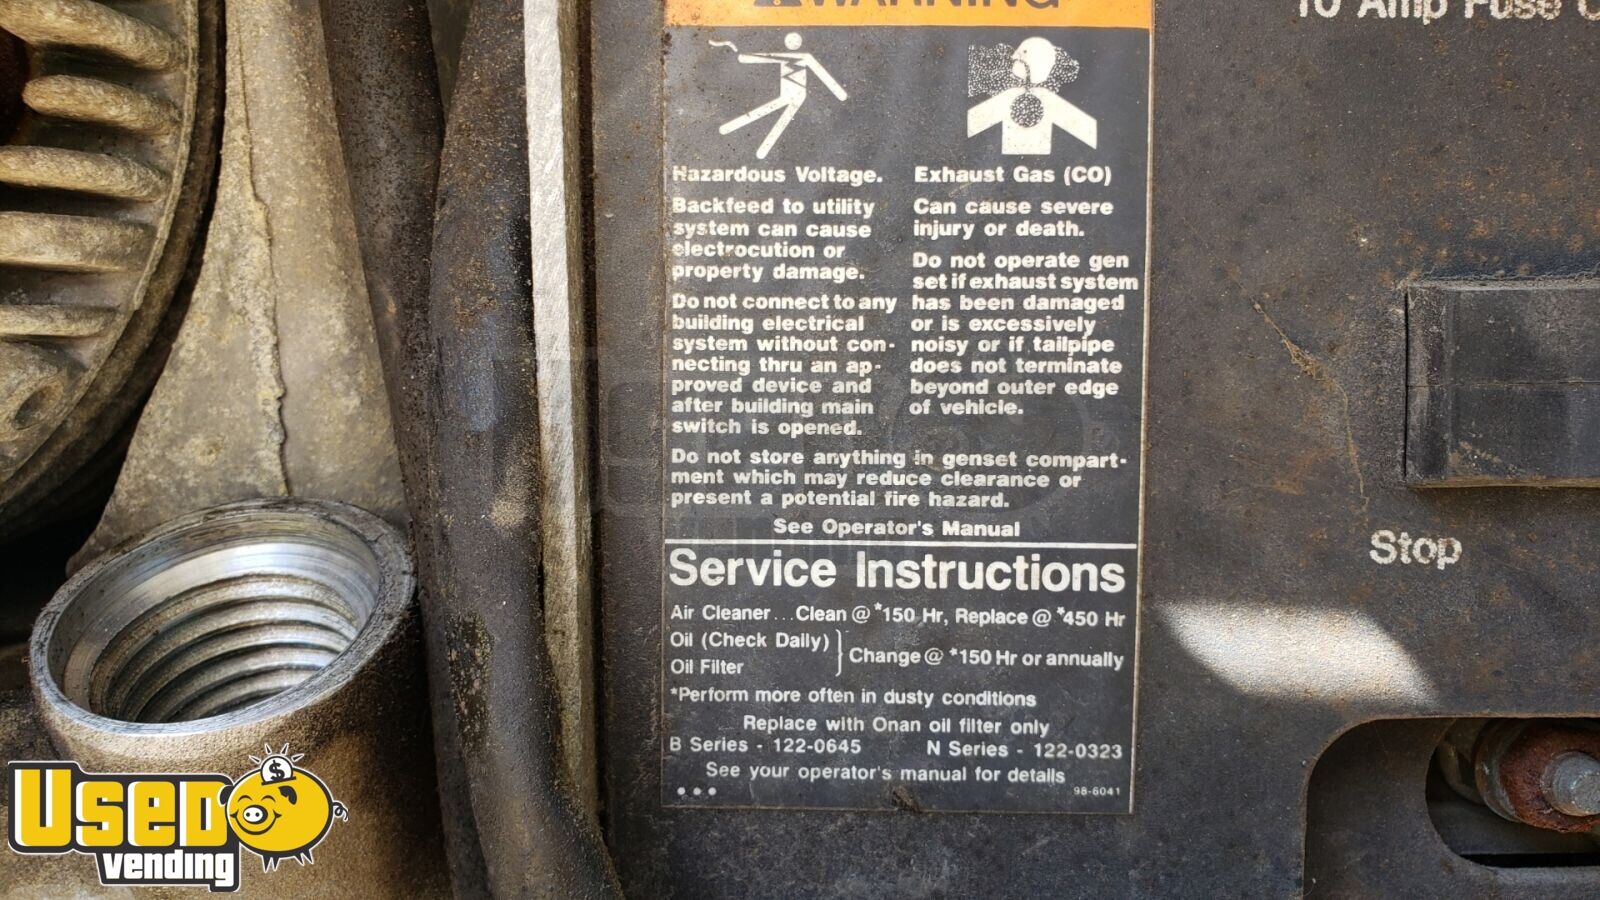 WARNING
10 Amp Fuse
Hazardous Voltage.
Backfeed to utility
system can cause
electrocution or
property damage.
Do not connect to any
building electrical
system without con-
necting thru an ap-
proved device and
after building main
switch is opened.
Exhaust Gas (CO)
Can cause severe
injury or death.
Do not operate gen
set if exhaust system
has been damaged
or is excessively
noisy or if tailpipe
does not terminate
beyond outer edge
of vehicle.
Do not store anything in genset compart-
ment which may reduce clearance or
present a potential fire hazard.
See Operator's Manual
Service Instructions
Air Cleaner...Clean @ *150 Hr, Replace @ *450 Hr
Oil (Check Daily)
Oil Filter
Change @ *150 Hr or annually
*Perform more often in dusty conditions
Replace with Onan oil filter only
B Series - 122-0645 N Series - 122-0323
See your operator's manual for details
98-6041
Stop
Used
vending